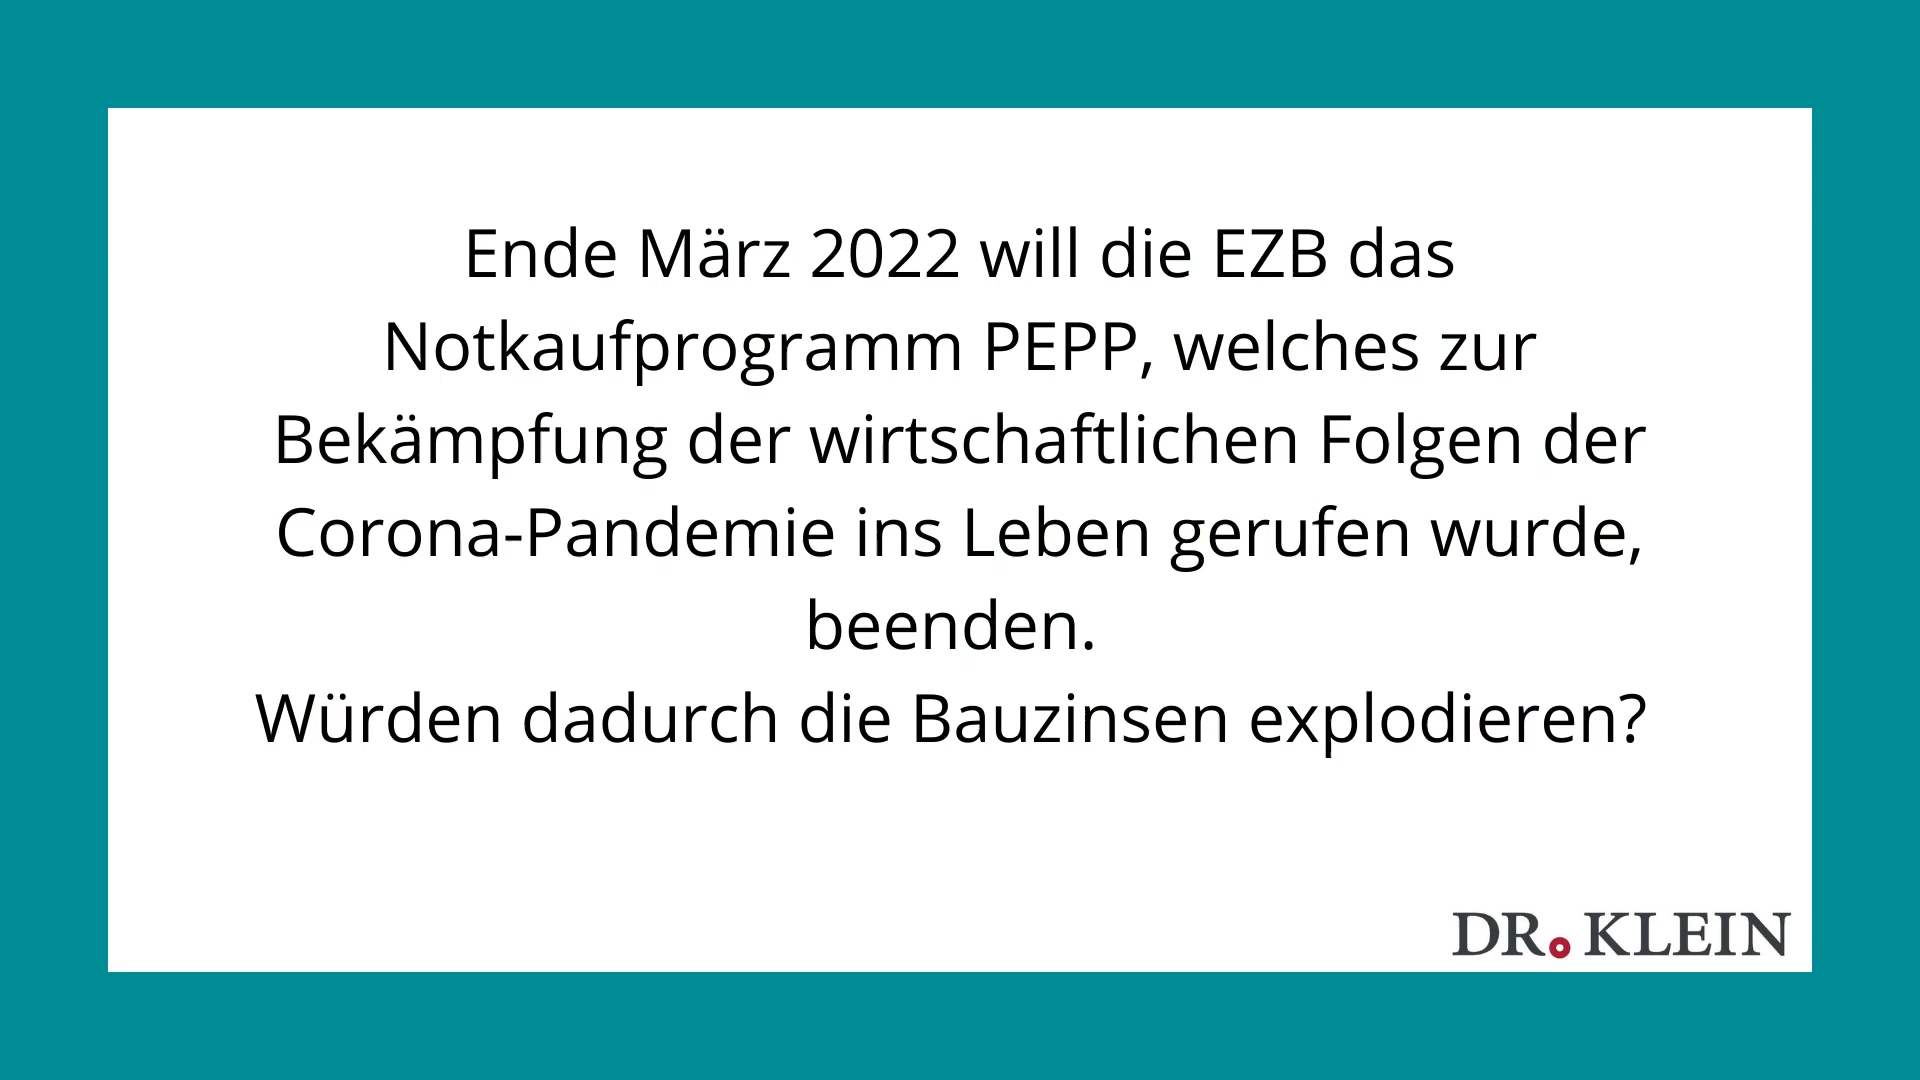 Ende März 2022 will die EZB das
Notkaufprogramm PEPP, welches zur
Bekämpfung der wirtschaftlichen Folgen der
Corona-Pandemie ins Leben gerufen wurde,
beenden.
Würden dadurch die Bauzinsen explodieren?
DR. KLEIN